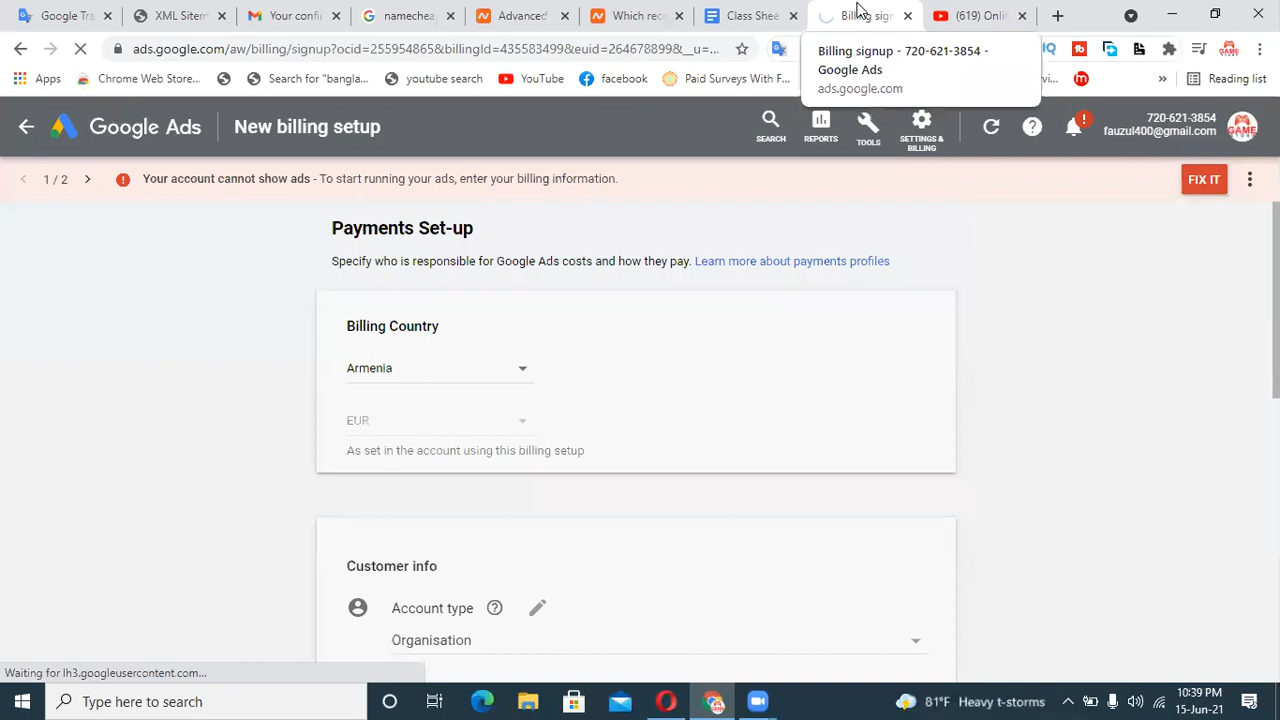 Google Tra
XML Sitem
Your confi
namechea
Advanced
Which rec
Class Shee
Billing sign
(619) Onli
ads.google.com/aw/billing/signup?ocid=255954865&billingId=435583499&euid=264678899&__u=...
Apps
Chrome Web Store...
Search for "bangla...
youtube:search
YouTube
facebook
Paid Surveys With F...
Reading list
Billing signup - 720-621-3854 -
Google Ads
ads.google.com
Google Ads
New billing setup
SEARCH
REPORTS
TOOLS
SETTINGS &
BILLING
720-621-3854
fauzul400@gmail.com
1 / 2
Your account cannot show ads - To start running your ads, enter your billing information.
FIX IT
Payments Set-up
Specify who is responsible for Google Ads costs and how they pay. Learn more about payments profiles
Billing Country
Armenia
EUR
As set in the account using this billing setup
Customer info
Account type
Organisation
Waiting for lh3.googleusercontent.com...
Type here to search
81°F Heavy t-storms
10:39 PM
15-Jun-21